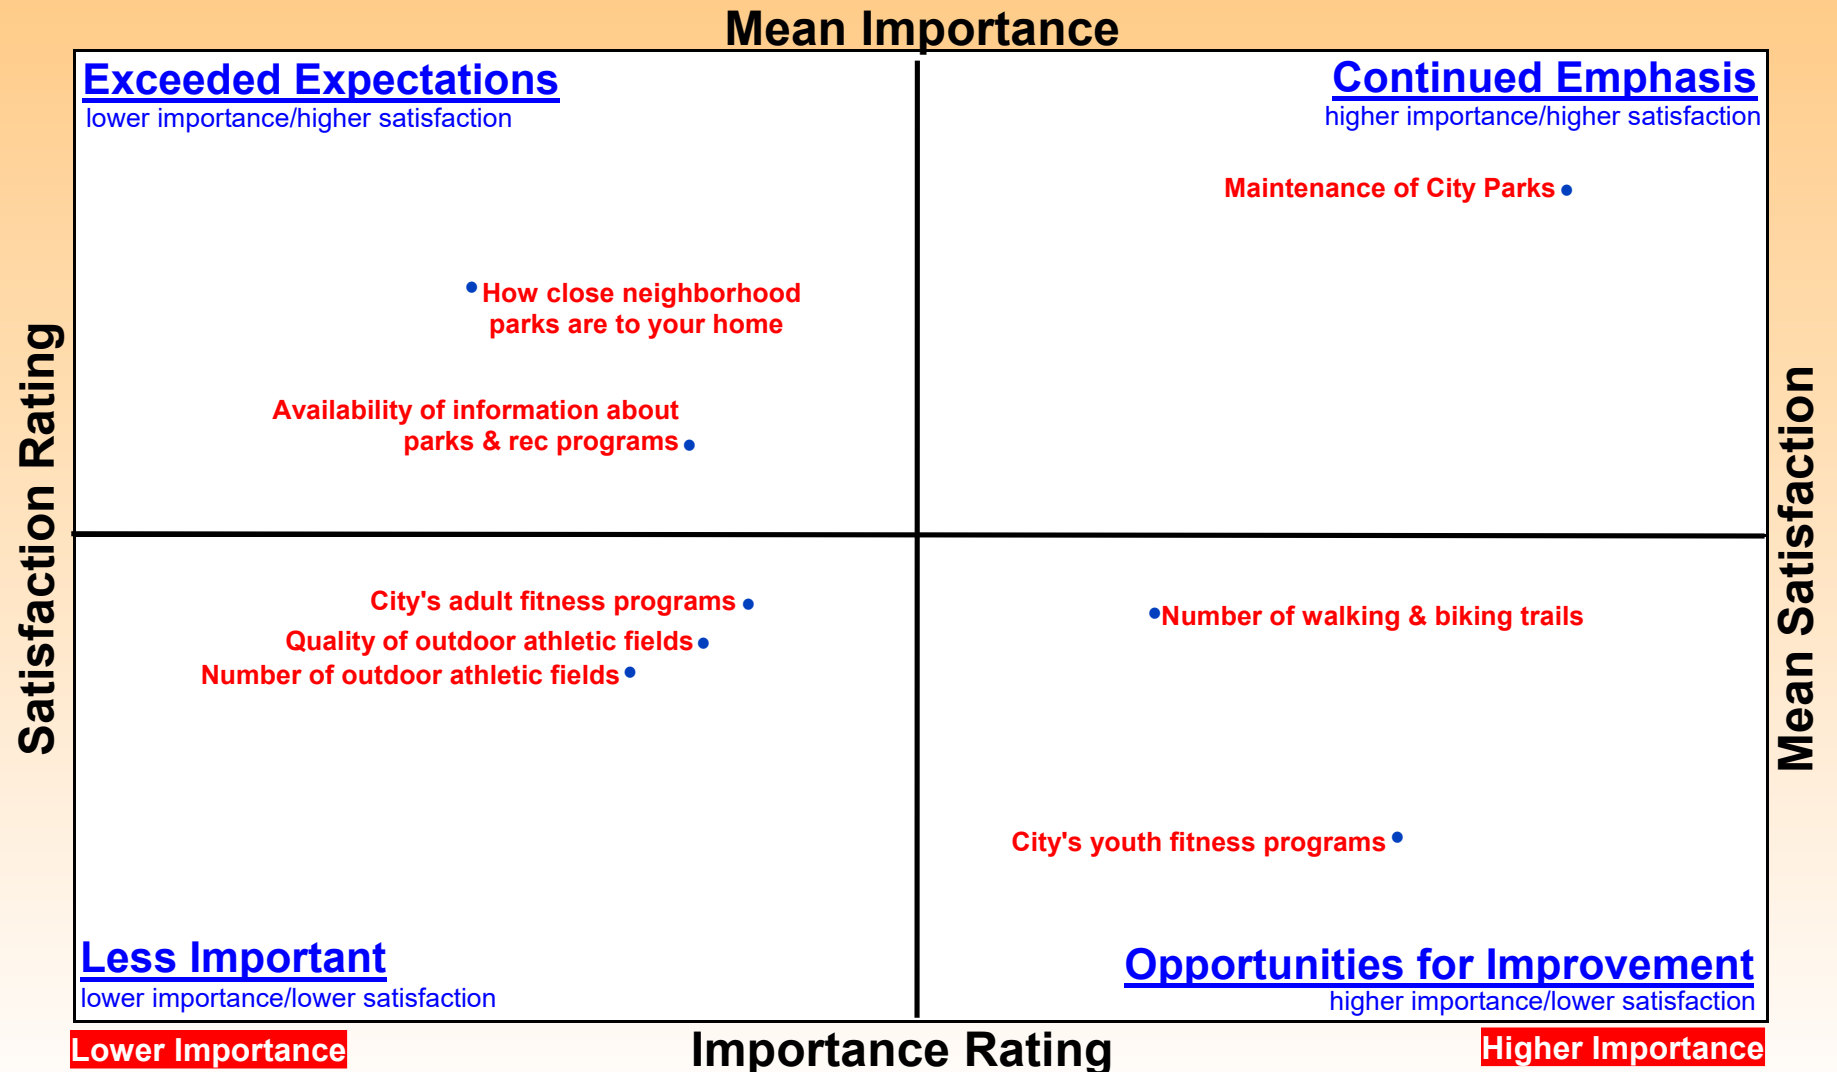 Mean Importance
Exceeded Expectations
lower importance/higher satisfaction
Continued Emphasis
higher importance/higher satisfaction
Maintenance of City Parks
How close neighborhood
parks are to your home
Availability of information about
parks & rec programs
Satisfaction Rating
Mean Satisfaction
City's adult fitness programs
Quality of outdoor athletic fields
Number of outdoor athletic fields
Number of walking & biking trails
City's youth fitness programs
Less Important
lower importance/lower satisfaction
Opportunities for Improvement
higher importance/lower satisfaction
Lower Importance
Importance Rating
Higher Importance